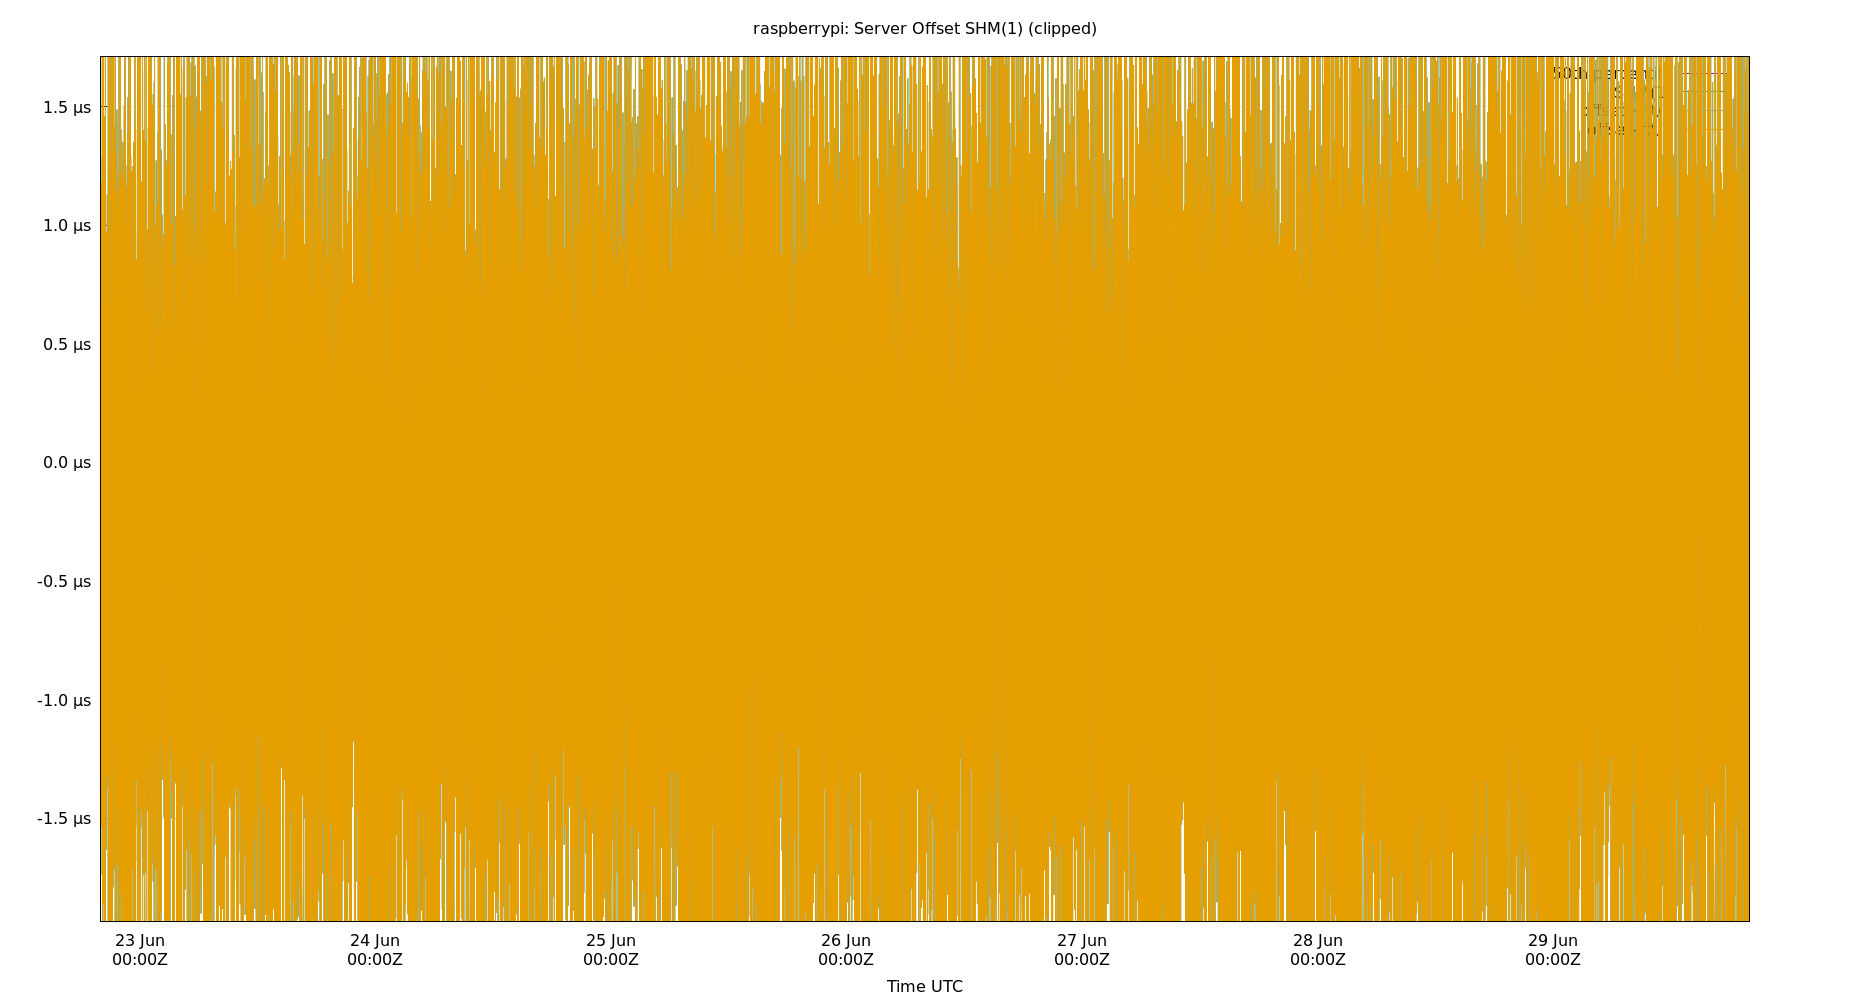 raspberrypi: Server Offset SHM(1) (clipped)
1.5 µs
1.0 µs
0.5 µs
0.0 µs
-0.5 µs
-1.0 µs
-1.5 µs
23 Jun
00:00Z
24 Jun
00:00Z
25 Jun
00:00Z
26 Jun
00:00Z
27 Jun
00:00Z
28 Jun
00:00Z
29 Jun
00:00Z
Time UTC